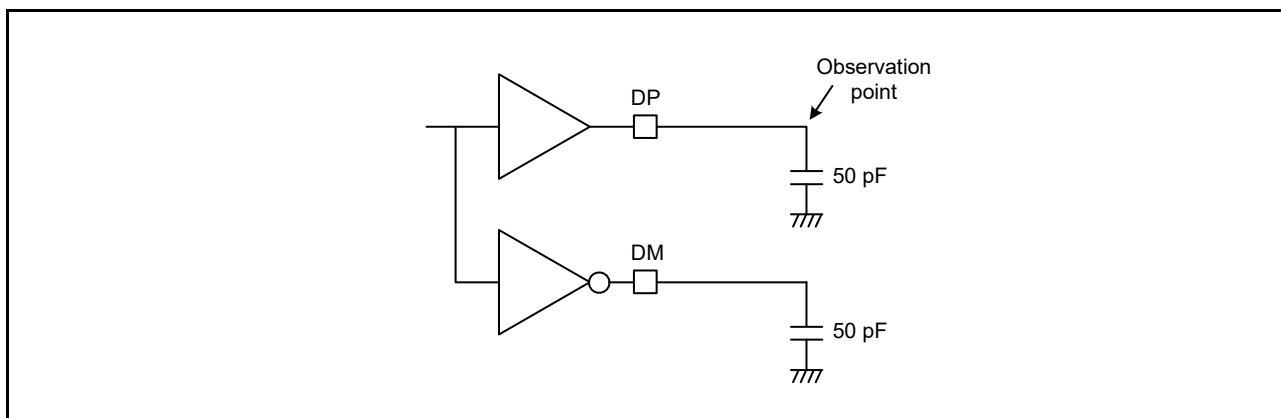 Observation
point
DP
50 pF
DM
50 pF